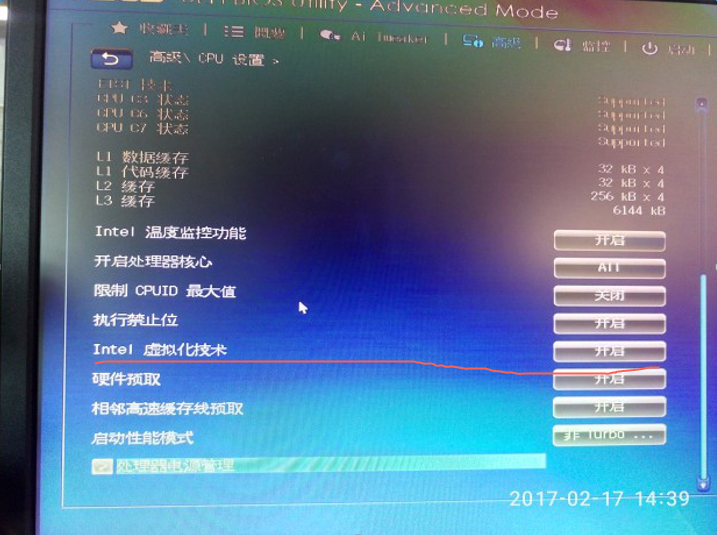 UEFI BIOS Utility - Advanced Mode
收藏夹 概要 Ai Tweaker 高级 监控 启动
高级\ CPU 设置 >
EIST 技术 Supported
CPU C3 状态 Supported
CPU C6 状态 Supported
CPU C7 状态 Supported
L1 数据缓存 32 kB x 4
L1 代码缓存 32 kB x 4
L2 缓存 256 kB x 4
L3 缓存 6144 kB
Intel 温度监控功能 开启
开启处理器核心 All
限制 CPUID 最大值 关闭
执行禁止位 开启
Intel 虚拟化技术 开启
硬件预取 开启
相邻高速缓存线预取 开启
启动性能模式 非 Turbo ...
处理器电源管理
2017-02-17 14:39